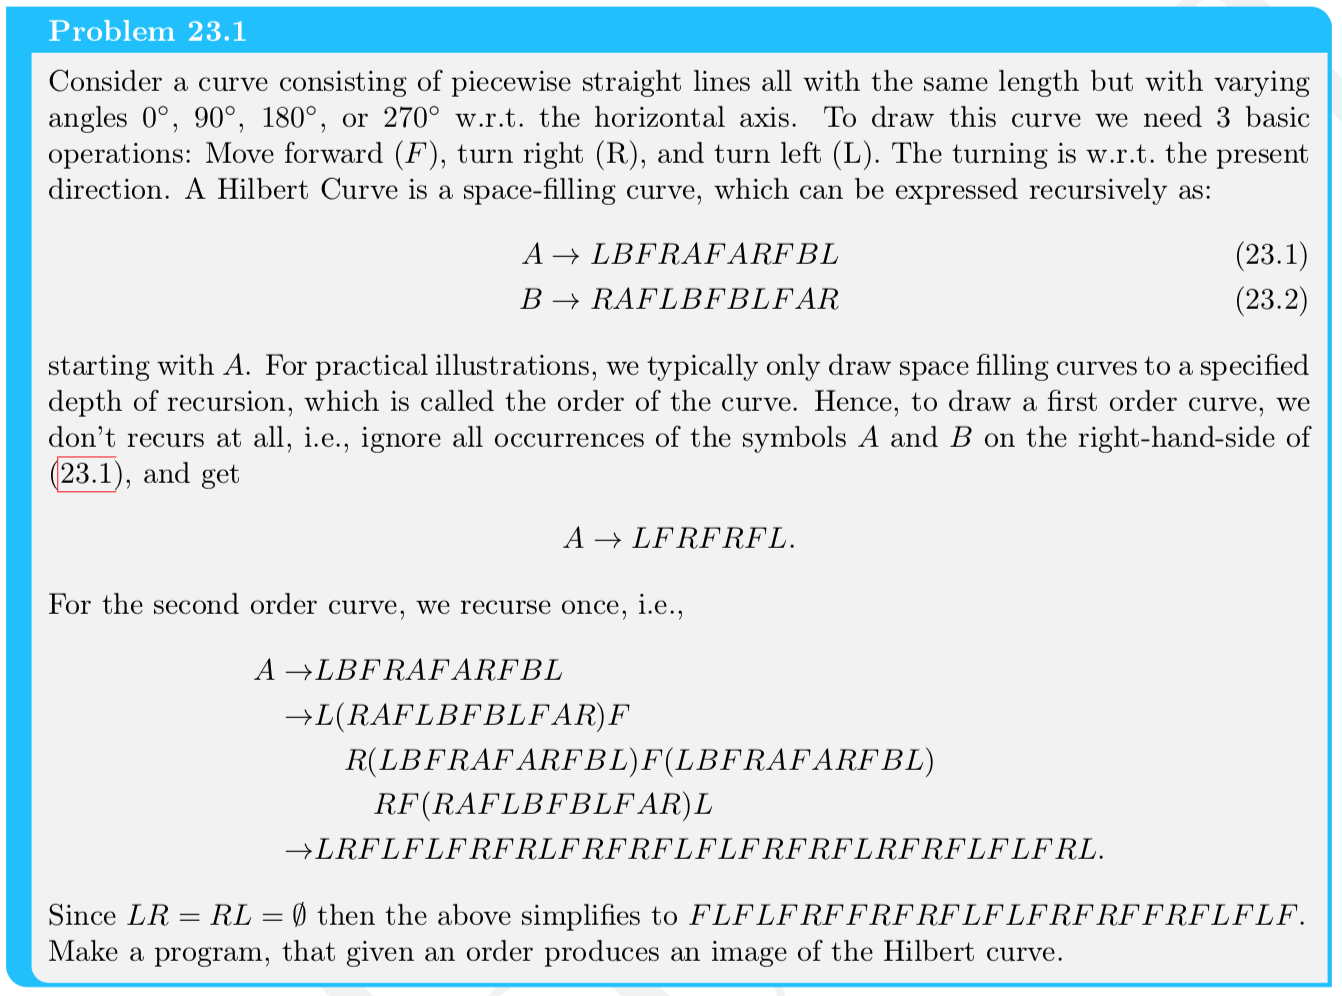 Problem 23.1
Consider a curve consisting of piecewise straight lines all with the same length but with varying
angles 0°, 90°, 180°, or 270° w.r.t. the horizontal axis. To draw this curve we need 3 basic
operations: Move forward (F), turn right (R), and turn left (L). The turning is w.r.t. the present
direction. A Hilbert Curve is a space-filling curve, which can be expressed recursively as:
A → LBFRAFARFBL (23.1)
B → RAFLBFBLFAR (23.2)
starting with A. For practical illustrations, we typically only draw space filling curves to a specified
depth of recursion, which is called the order of the curve. Hence, to draw a first order curve, we
don't recurs at all, i.e., ignore all occurrences of the symbols A and B on the right-hand-side of
(23.1), and get
A → LFRFRFL.
For the second order curve, we recurse once, i.e.,
A →LBFRAFARFBL
→L(RAFLBFBLFAR)F
R(LBFRAFARFBL)F(LBFRAFARFBL)
RF(RAFLBFBLFAR)L
→LRFLFLFRFRLFRFRFLFLFRFRFLRFRFLFLFRL.
Since LR = RL = ∅ then the above simplifies to FLFLFRFFRFRFLFLFRFRFFRFLFLF.
Make a program, that given an order produces an image of the Hilbert curve.